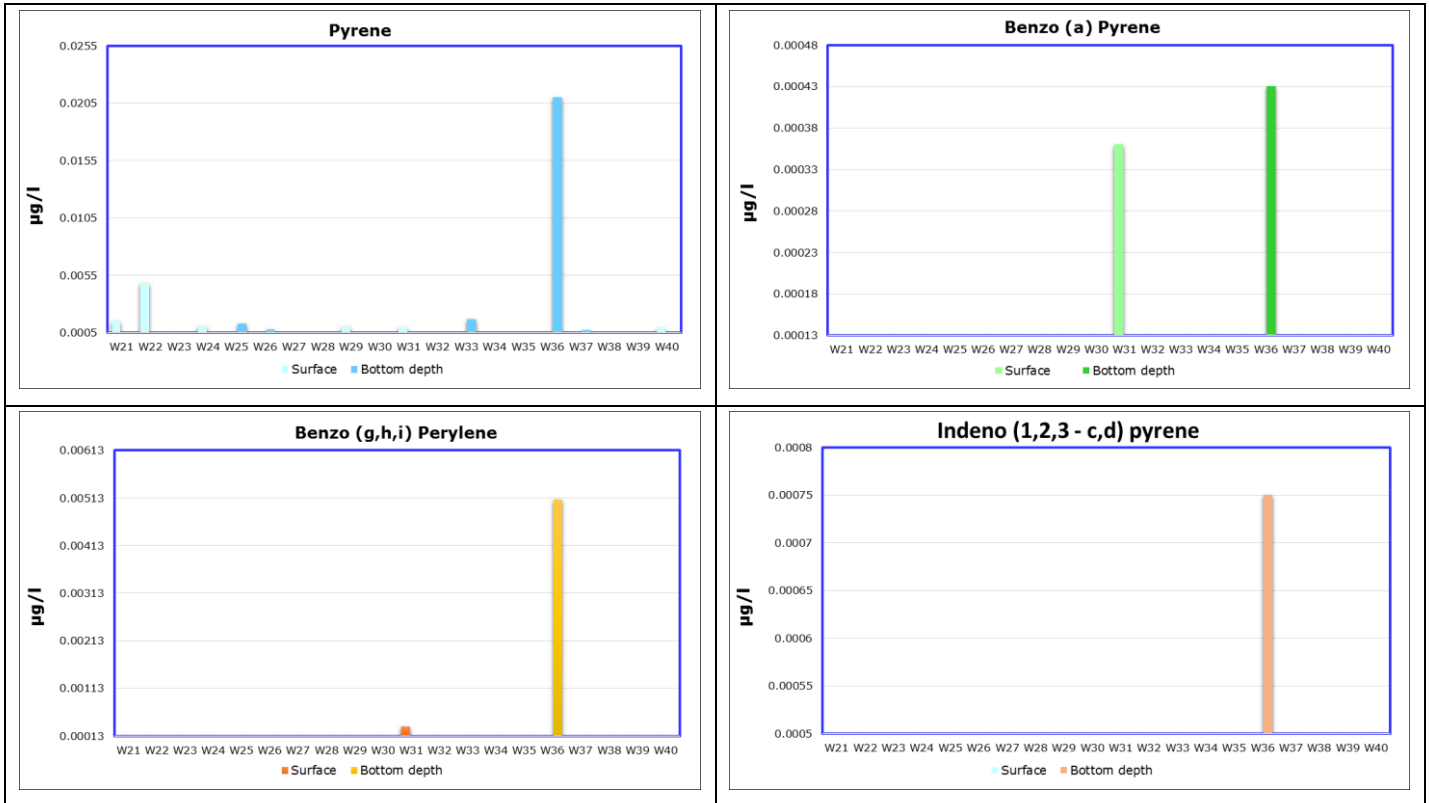 Pyrene
0.0255
0.0205
0.0155
0.0105
0.0055
0.0005
µg/l
W21 W22 W23 W24 W25 W26 W27 W28 W29 W30 W31 W32 W33 W34 W35 W36 W37 W38 W39 W40
Surface Bottom depth
Benzo (a) Pyrene
0.00048
0.00043
0.00038
0.00033
0.00028
0.00023
0.00018
0.00013
µg/l
W21 W22 W23 W24 W25 W26 W27 W28 W29 W30 W31 W32 W33 W34 W35 W36 W37 W38 W39 W40
Surface Bottom depth
Benzo (g,h,i) Perylene
0.00613
0.00513
0.00413
0.00313
0.00213
0.00113
0.00013
µg/l
W21 W22 W23 W24 W25 W26 W27 W28 W29 W30 W31 W32 W33 W34 W35 W36 W37 W38 W39 W40
Surface Bottom depth
Indeno (1,2,3 - c,d) pyrene
0.0008
0.00075
0.0007
0.00065
0.0006
0.00055
0.0005
µg/l
W21 W22 W23 W24 W25 W26 W27 W28 W29 W30 W31 W32 W33 W34 W35 W36 W37 W38 W39 W40
Surface Bottom depth